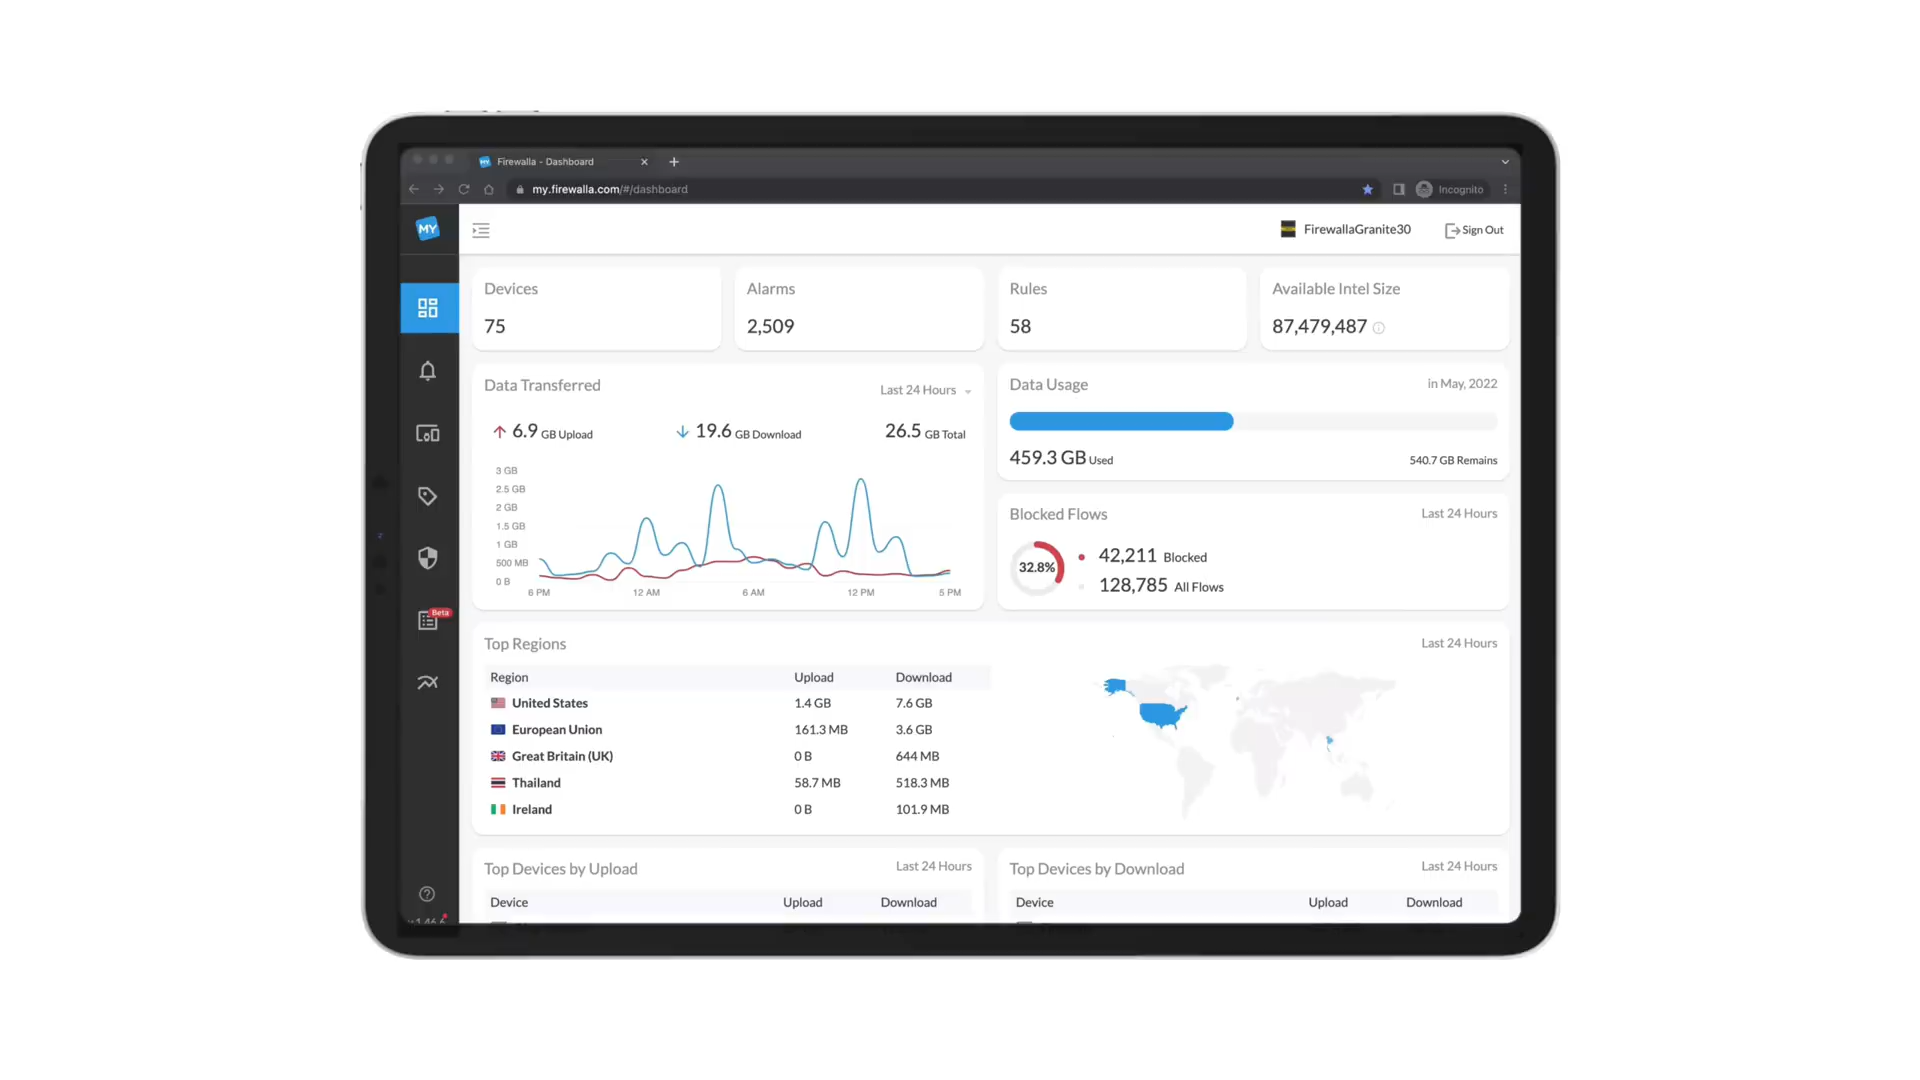 Firewalla - Dashboard
my.firewalla.com/#/dashboard
Incognito
MY
FirewallaGranite30
Sign Out
Devices
75
Alarms
2,509
Rules
58
Available Intel Size
87,479,487
Data Transferred
Last 24 Hours
6.9 GB Upload
19.6 GB Download
26.5 GB Total
3 GB
2.5 GB
2 GB
1.5 GB
1 GB
500 MB
0 B
6 PM
12 AM
6 AM
12 PM
5 PM
Data Usage
in May, 2022
459.3 GB Used
540.7 GB Remains
Blocked Flows
Last 24 Hours
32.8%
42,211 Blocked
128,785 All Flows
Beta
Top Regions
Last 24 Hours
Region Upload Download
United States 1.4 GB 7.6 GB
European Union 161.3 MB 3.6 GB
Great Britain (UK) 0 B 644 MB
Thailand 58.7 MB 518.3 MB
Ireland 0 B 101.9 MB
Top Devices by Upload
Last 24 Hours
Device Upload Download
Top Devices by Download
Last 24 Hours
Device Upload Download